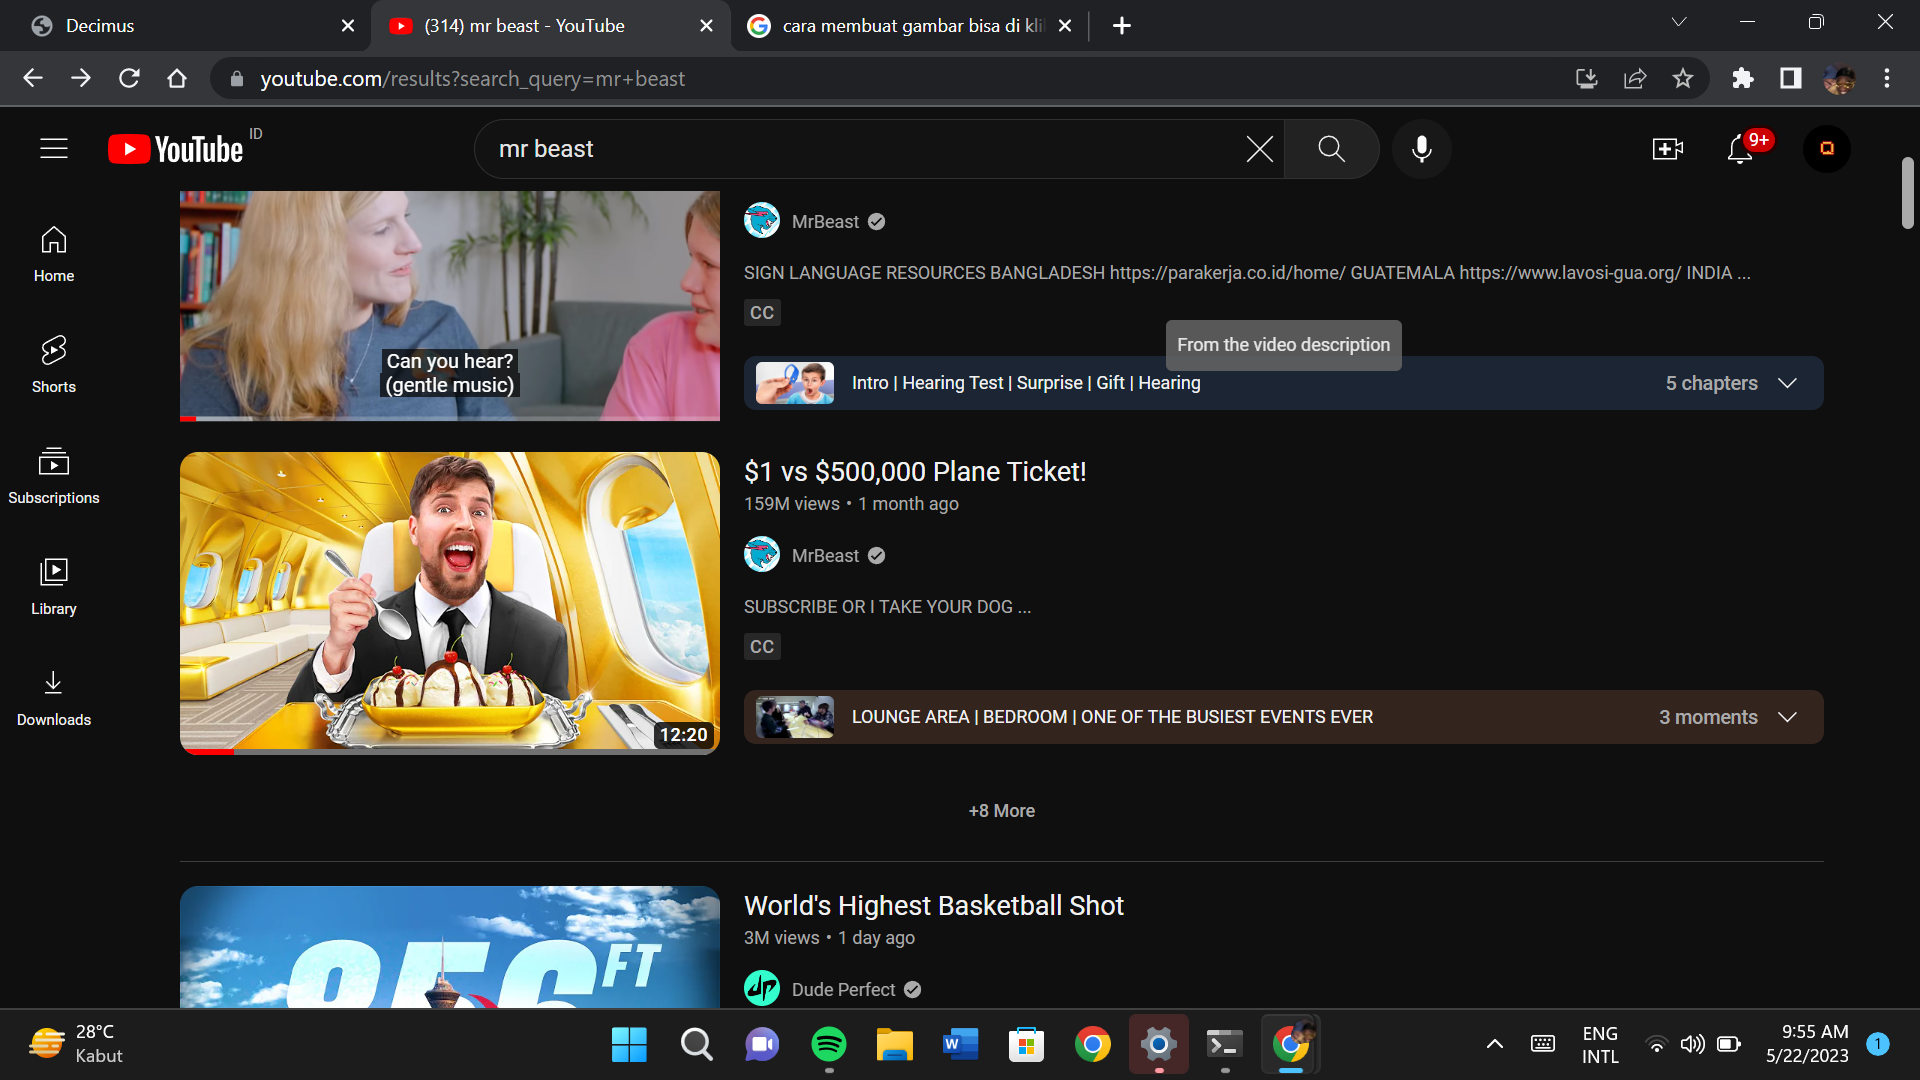 Decimus
(314) mr beast - YouTube
cara membuat gambar bisa di kli
youtube.com/results?search_query=mr+beast
YouTube ID
mr beast
9+
Home
Shorts
Subscriptions
Library
Downloads
MrBeast
SIGN LANGUAGE RESOURCES BANGLADESH https://parakerja.co.id/home/ GUATEMALA https://www.lavosi-gua.org/ INDIA ...
CC
Can you hear?
(gentle music)
From the video description
Intro | Hearing Test | Surprise | Gift | Hearing
5 chapters
$1 vs $500,000 Plane Ticket!
159M views • 1 month ago
MrBeast
SUBSCRIBE OR I TAKE YOUR DOG ...
CC
12:20
LOUNGE AREA | BEDROOM | ONE OF THE BUSIEST EVENTS EVER
3 moments
+8 More
856FT
World's Highest Basketball Shot
3M views • 1 day ago
dp
Dude Perfect
28°C
Kabut
W
ENG
INTL
9:55 AM
5/22/2023
1